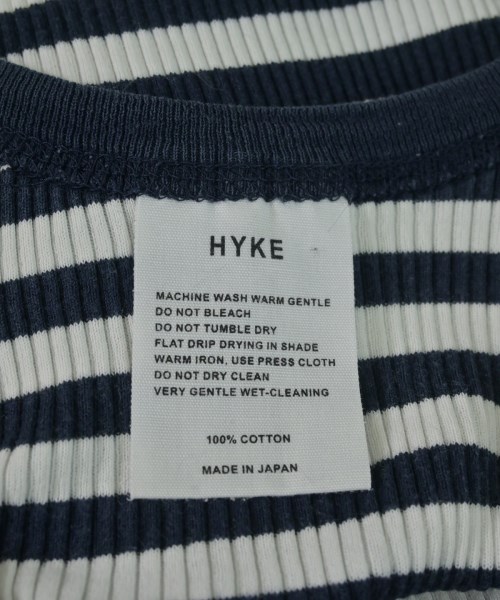 HYKE
MACHINE WASH WARM GENTLE
DO NOT BLEACH
DO NOT TUMBLE DRY
FLAT DRIP DRYING IN SHADE
WARM IRON, USE PRESS CLOTH
DO NOT DRY CLEAN
VERY GENTLE WET-CLEANING
100% COTTON
MADE IN JAPAN